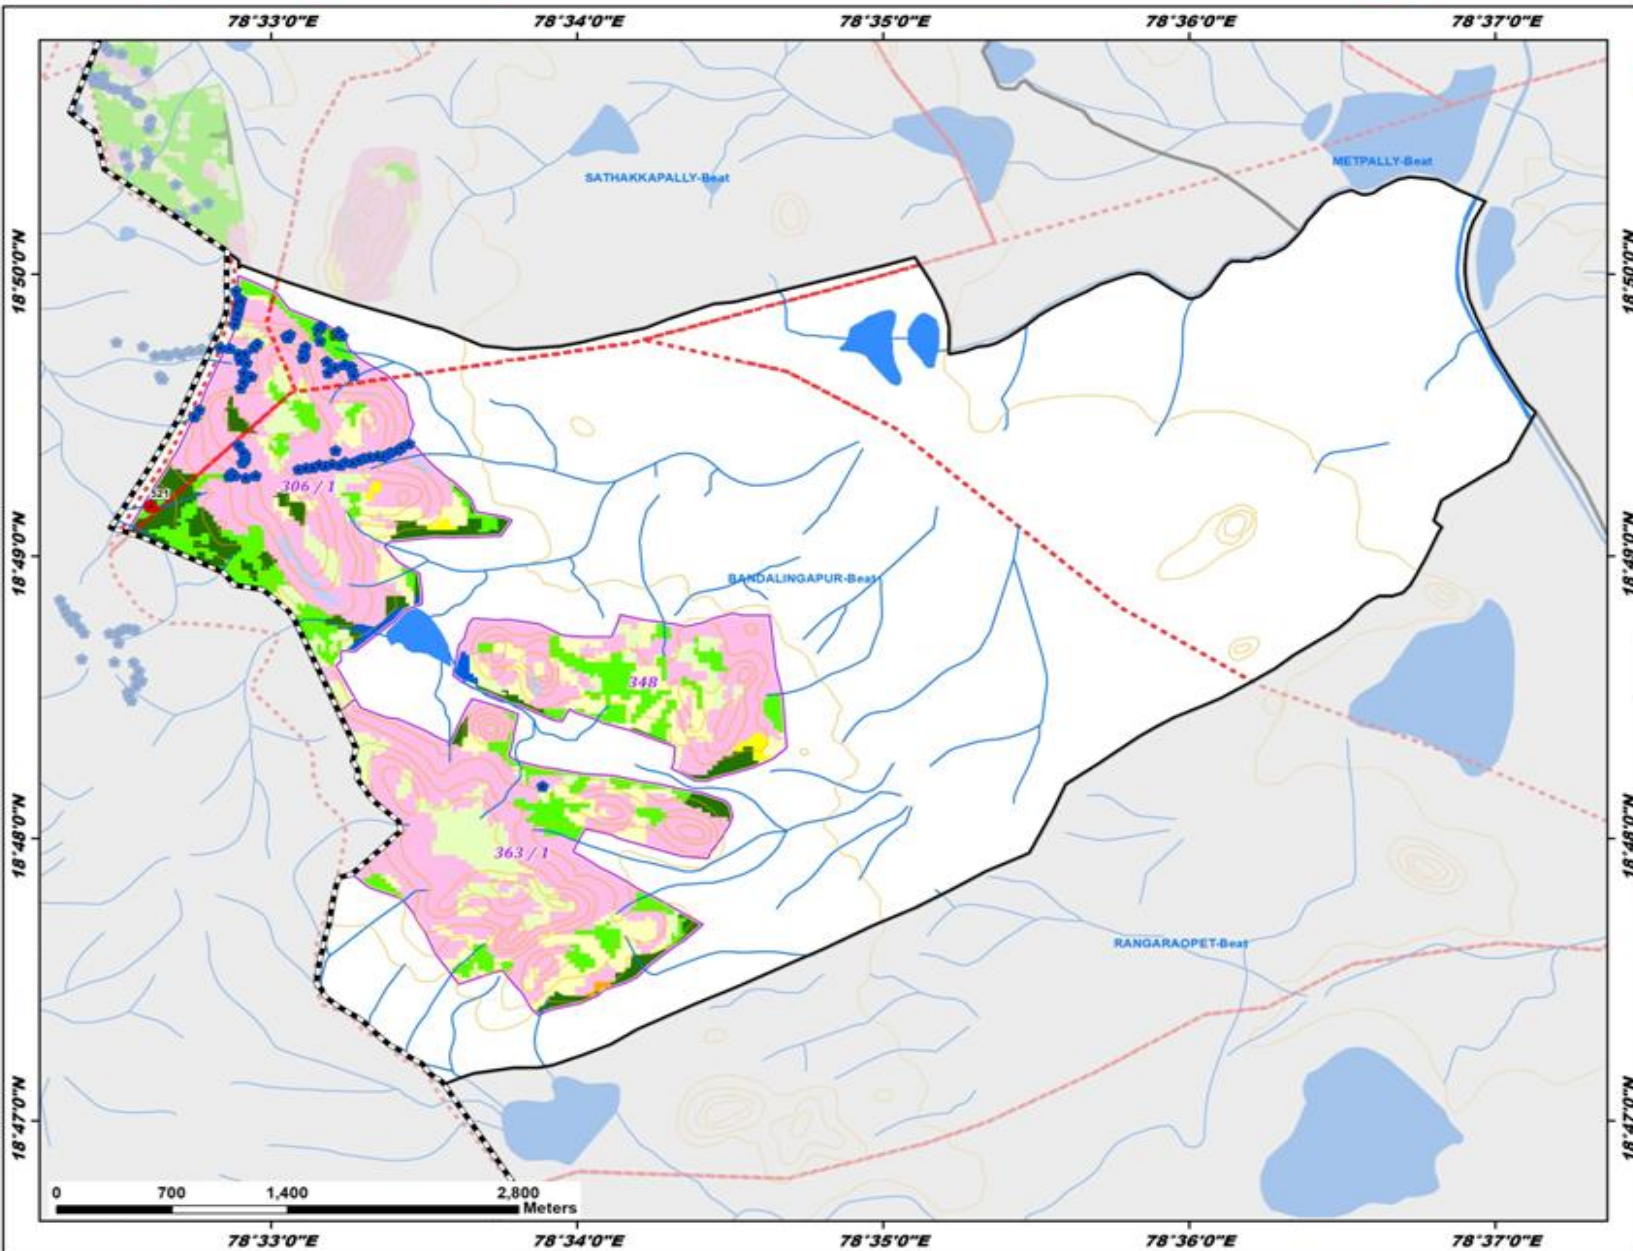 78°33'0"E 78°34'0"E 78°35'0"E 78°36'0"E 78°37'0"E
METPALLY-Beat
SATHAKKAPALLY-Beat
18°50'0"N 18°50'0"N
306 / 1
521
18°49'0"N 18°49'0"N
BANDALINGAPUR-Beat
348
18°48'0"N 18°48'0"N
363 / 1
RANGARAOPET-Beat
18°47'0"N 18°47'0"N
0 700 1,400 2,800
Meters
78°33'0"E 78°34'0"E 78°35'0"E 78°36'0"E 78°37'0"E